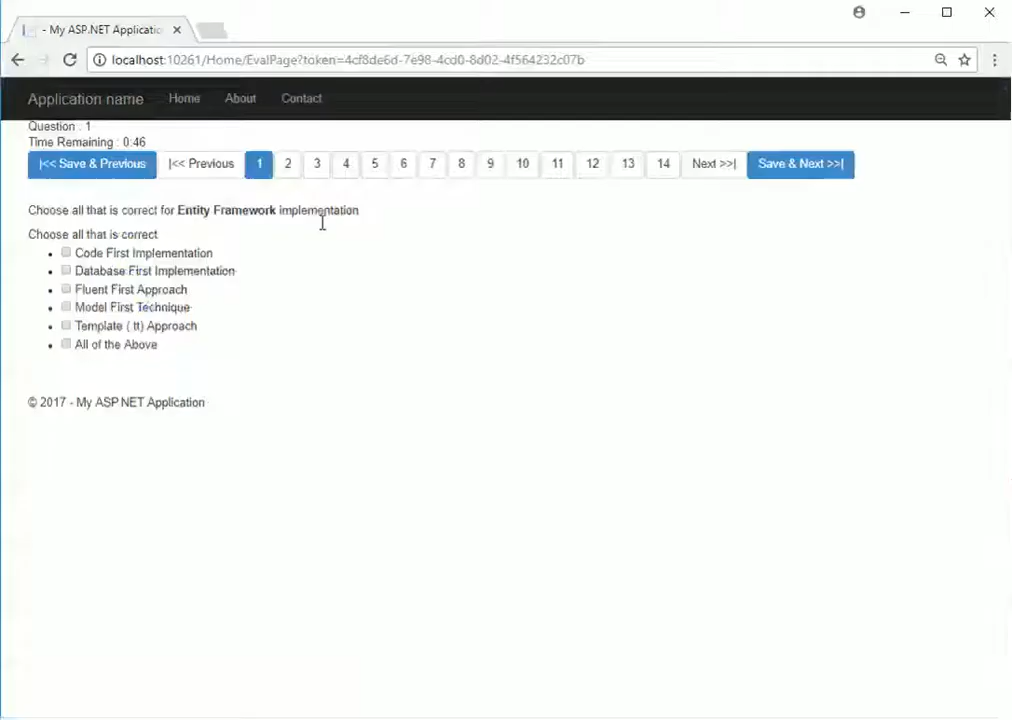 - My ASP.NET Applicatio
localhost:10261/Home/EvalPage?token=4cf8de6d-7e98-4cd0-8d02-4f564232c07b
Application name Home About Contact
Question : 1
Time Remaining : 0:46
|<< Save & Previous |<< Previous 1 2 3 4 5 6 7 8 9 10 11 12 13 14 Next >>| Save & Next >>|
Choose all that is correct for Entity Framework implementation
Choose all that is correct
Code First Implementation
Database First Implementation
Fluent First Approach
Model First Technique
Template (.tt) Approach
All of the Above
© 2017 - My ASP.NET Application